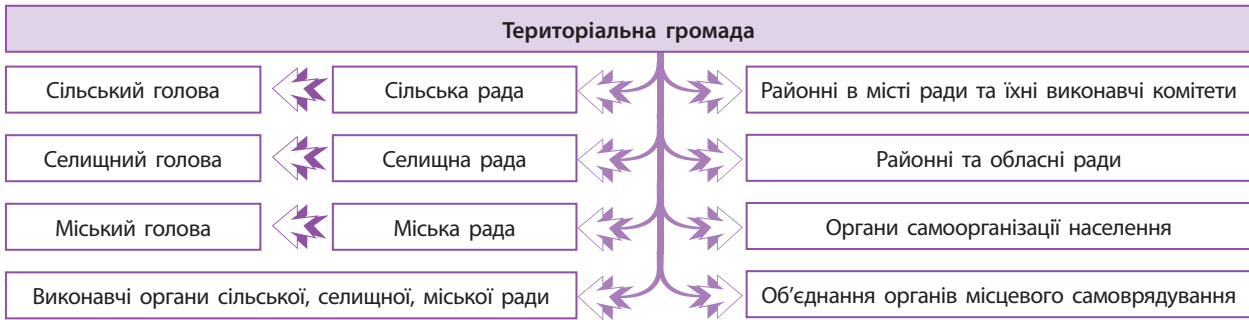 Територіальна громада
Сільський голова
Сільська рада
Районні в місті ради та їхні виконавчі комітети
Селищний голова
Селищна рада
Районні та обласні ради
Міський голова
Міська рада
Органи самоорганізації населення
Виконавчі органи сільської, селищної, міської ради
Об’єднання органів місцевого самоврядування